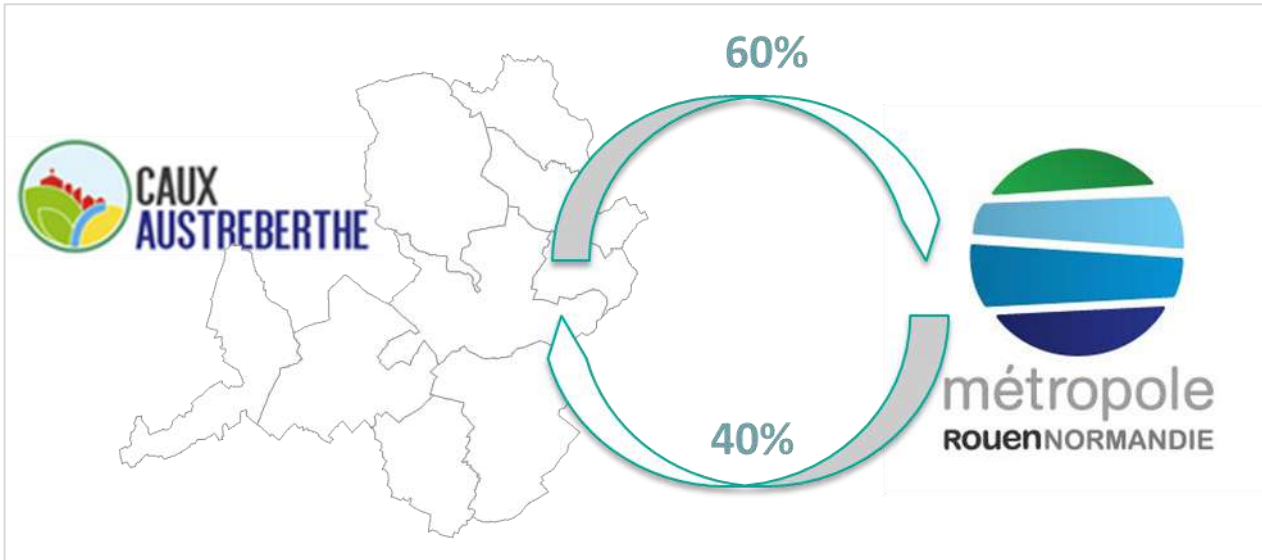 60%
CAUX
AUSTREBERTHE
40%
métropole
ROUENNORMANDIE